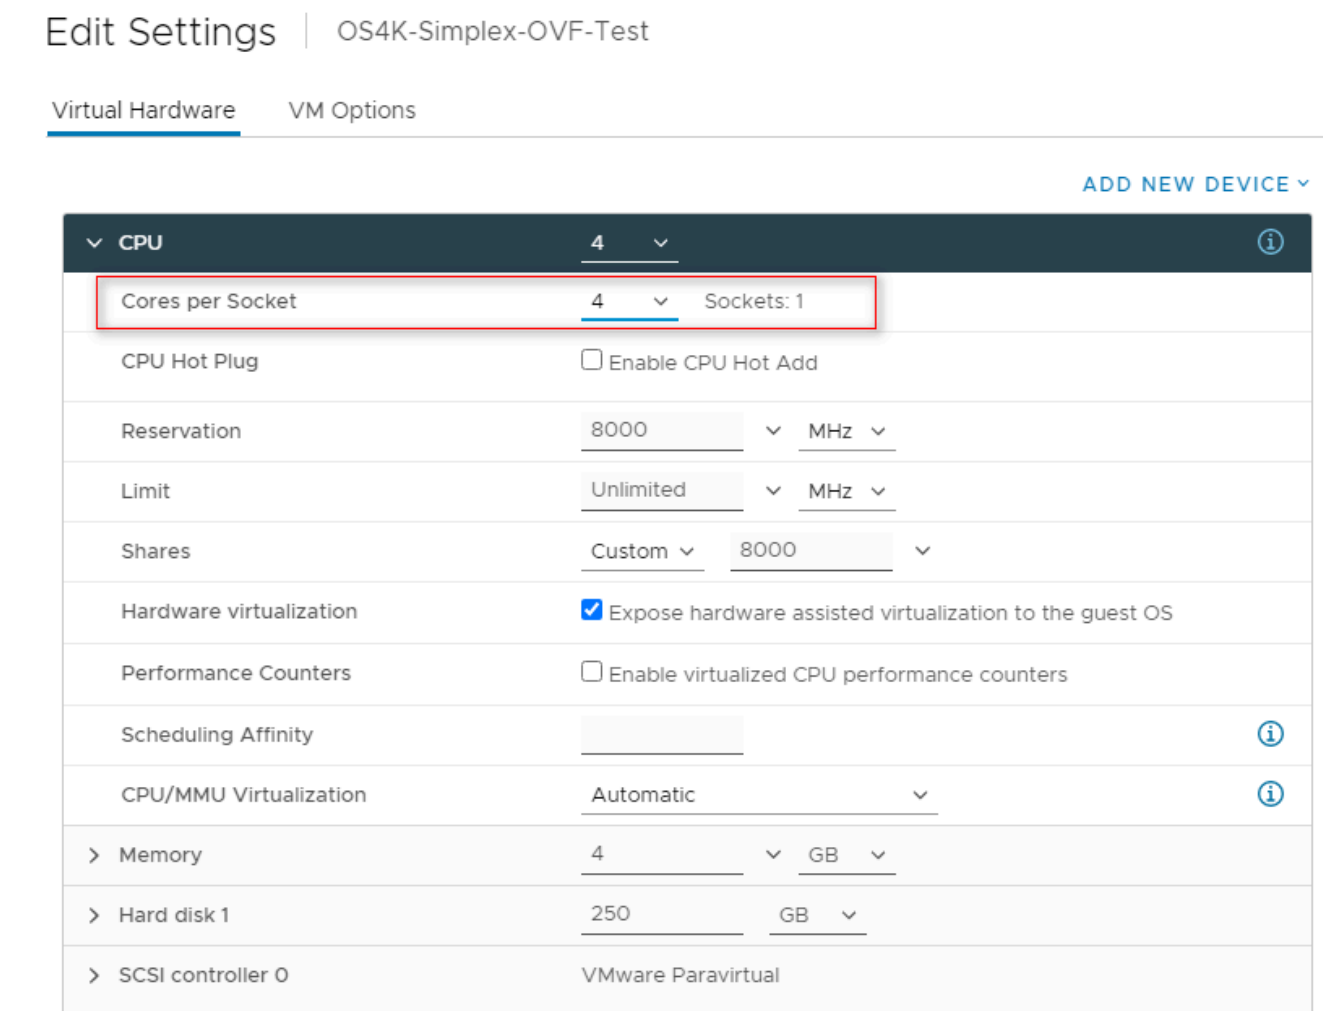 Edit Settings OS4K-Simplex-OVF-Test
Virtual Hardware VM Options
ADD NEW DEVICE
CPU 4
Cores per Socket 4 Sockets: 1
CPU Hot Plug Enable CPU Hot Add
Reservation 8000 MHz
Limit Unlimited MHz
Shares Custom 8000
Hardware virtualization Expose hardware assisted virtualization to the guest OS
Performance Counters Enable virtualized CPU performance counters
Scheduling Affinity
CPU/MMU Virtualization Automatic
Memory 4 GB
Hard disk 1 250 GB
SCSI controller 0 VMware Paravirtual